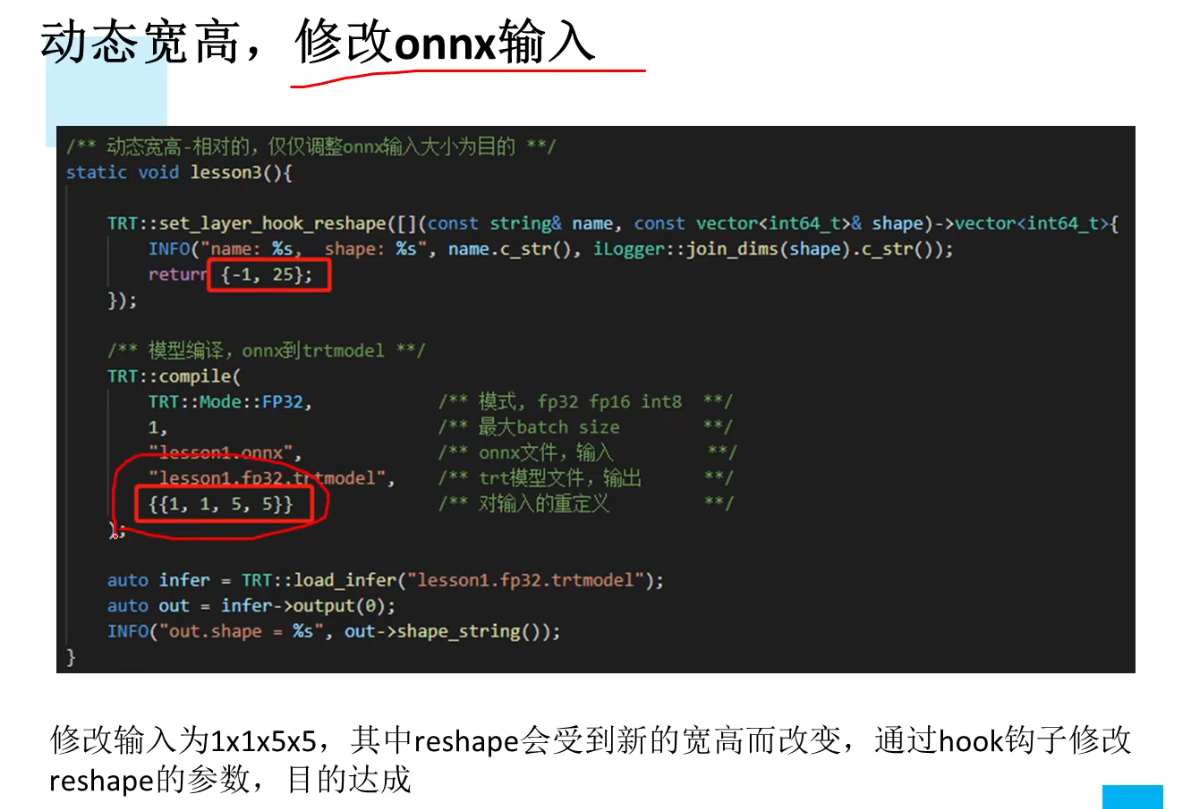 动态宽高，修改onnx输入
/** 动态宽高-相对的，仅仅调整onnx输入大小为目的 **/
static void lesson3(){
TRT::set_layer_hook_reshape([](const string& name, const vector<int64_t>& shape)->vector<int64_t>{
INFO("name: %s,  shape: %s", name.c_str(), iLogger::join_dims(shape).c_str());
return {-1, 25};
});
/** 模型编译，onnx到trtmodel **/
TRT::compile(
TRT::Mode::FP32, /** 模式, fp32 fp16 int8 **/
1, /** 最大batch size **/
"lesson1.onnx", /** onnx文件，输入 **/
"lesson1.fp32.trtmodel", /** trt模型文件，输出 **/
{{1, 1, 5, 5}} /** 对输入的重定义 **/
);
auto infer = TRT::load_infer("lesson1.fp32.trtmodel");
auto out = infer->output(0);
INFO("out.shape = %s", out->shape_string());
}
修改输入为1x1x5x5，其中reshape会受到新的宽高而改变，通过hook钩子修改
reshape的参数，目的达成